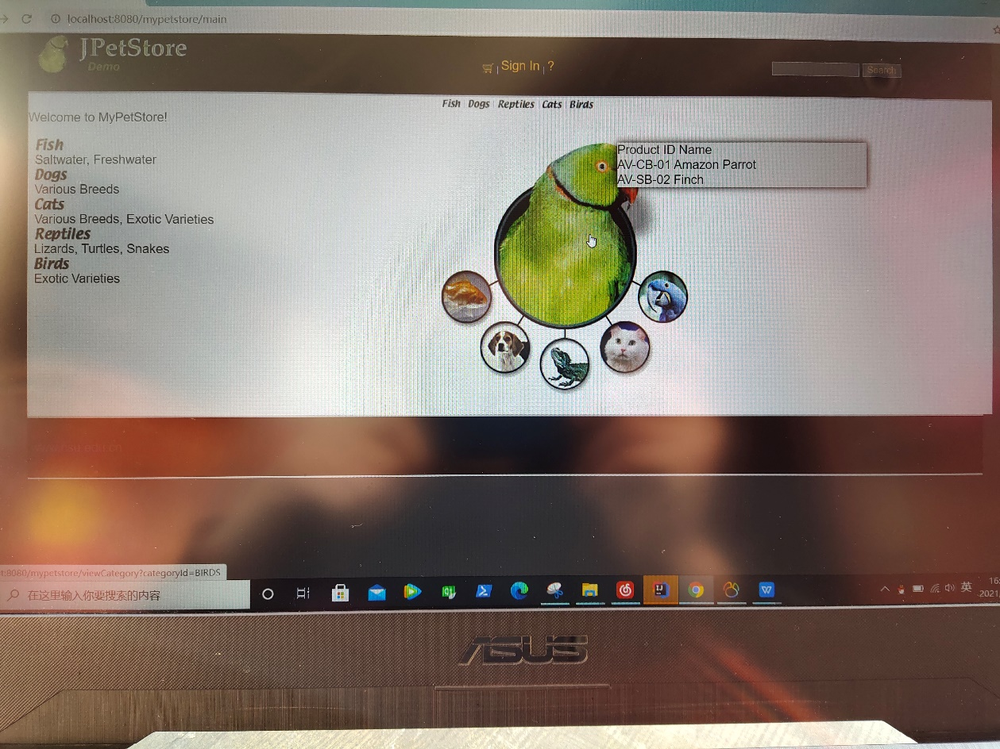 localhost:8080/mypetstore/main
JPetStore
Demo
Sign In | ?
Search
Fish Dogs Reptiles Cats Birds
Welcome to MyPetStore!
Fish
Saltwater, Freshwater
Dogs
Various Breeds
Cats
Various Breeds, Exotic Varieties
Reptiles
Lizards, Turtles, Snakes
Birds
Exotic Varieties
Product ID Name
AV-CB-01 Amazon Parrot
AV-SB-02 Finch
t:8080/mypetstore/viewCategory?categoryId=BIRDS
在这里输入你要搜索的内容
英
16:
2021
ASUS